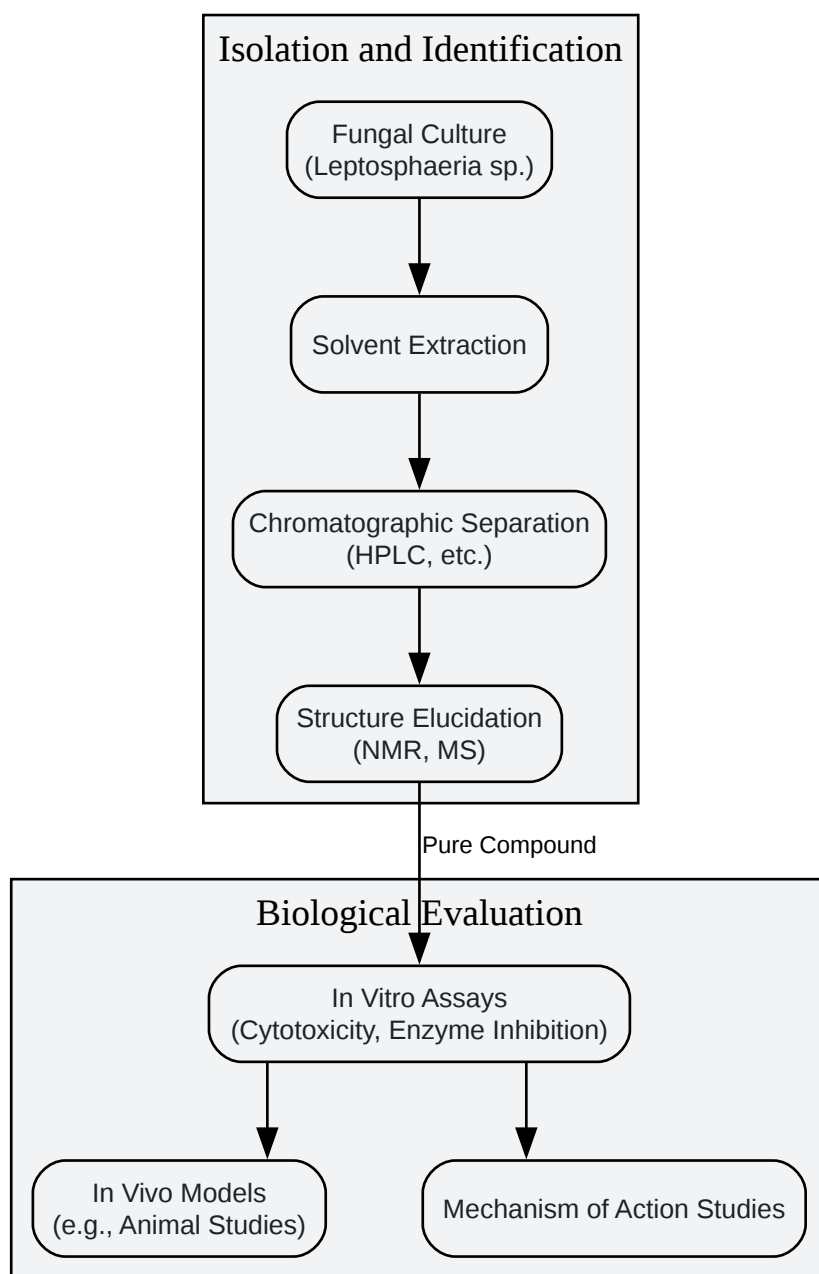 Isolation and Identification
Fungal Culture
(Leptosphaeria sp.)
Solvent Extraction
Chromatographic Separation
(HPLC, etc.)
Structure Elucidation
(NMR, MS)
Pure Compound
Biological Evaluation
In Vitro Assays
(Cytotoxicity, Enzyme Inhibition)
In Vivo Models
(e.g., Animal Studies)
Mechanism of Action Studies